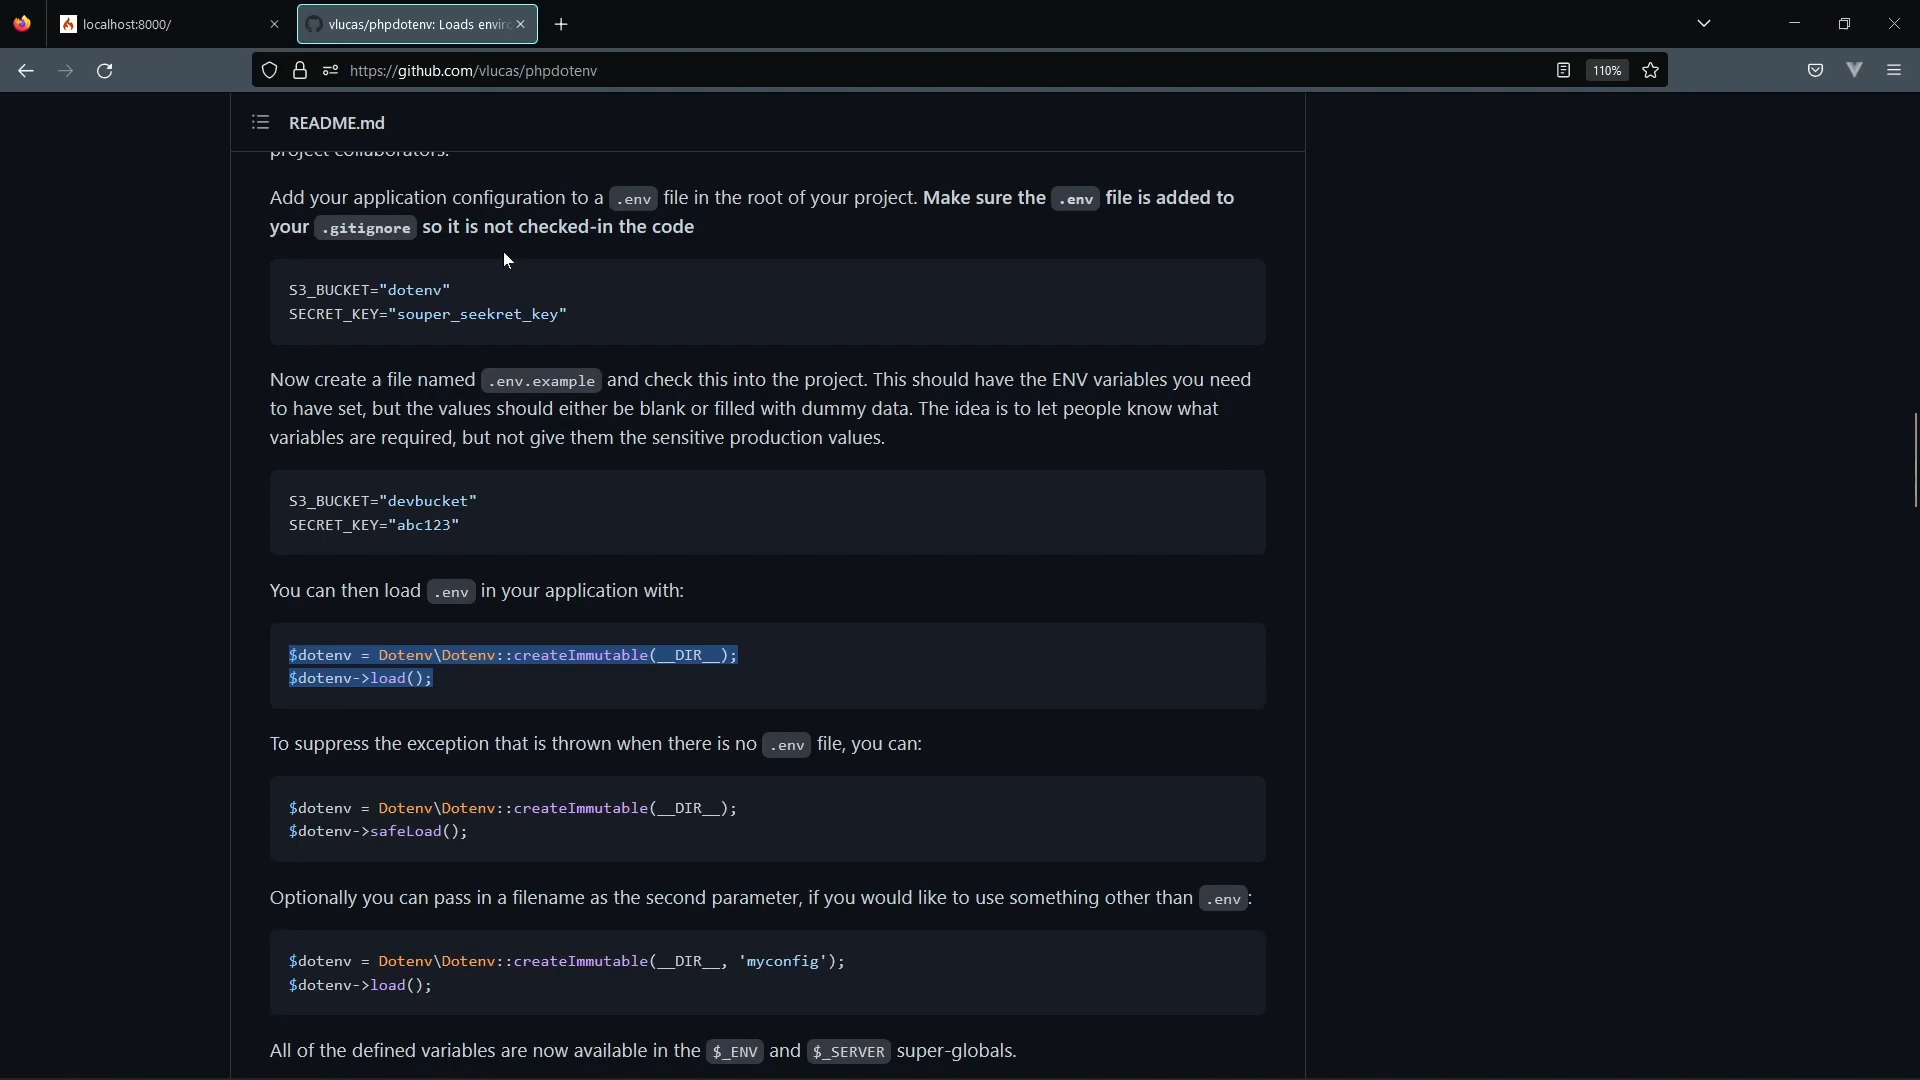 localhost:8000/
vlucas/phpdotenv: Loads enviro
https://github.com/vlucas/phpdotenv
110%
README.md
project collaborators.
Add your application configuration to a .env file in the root of your project. Make sure the .env file is added to
your .gitignore so it is not checked-in the code
S3_BUCKET="dotenv"
SECRET_KEY="souper_seekret_key"
Now create a file named .env.example and check this into the project. This should have the ENV variables you need
to have set, but the values should either be blank or filled with dummy data. The idea is to let people know what
variables are required, but not give them the sensitive production values.
S3_BUCKET="devbucket"
SECRET_KEY="abc123"
You can then load .env in your application with:
$dotenv = Dotenv\Dotenv::createImmutable(__DIR__);
$dotenv->load();
To suppress the exception that is thrown when there is no .env file, you can:
$dotenv = Dotenv\Dotenv::createImmutable(__DIR__);
$dotenv->safeLoad();
Optionally you can pass in a filename as the second parameter, if you would like to use something other than .env:
$dotenv = Dotenv\Dotenv::createImmutable(__DIR__, 'myconfig');
$dotenv->load();
All of the defined variables are now available in the $_ENV and $_SERVER super-globals.